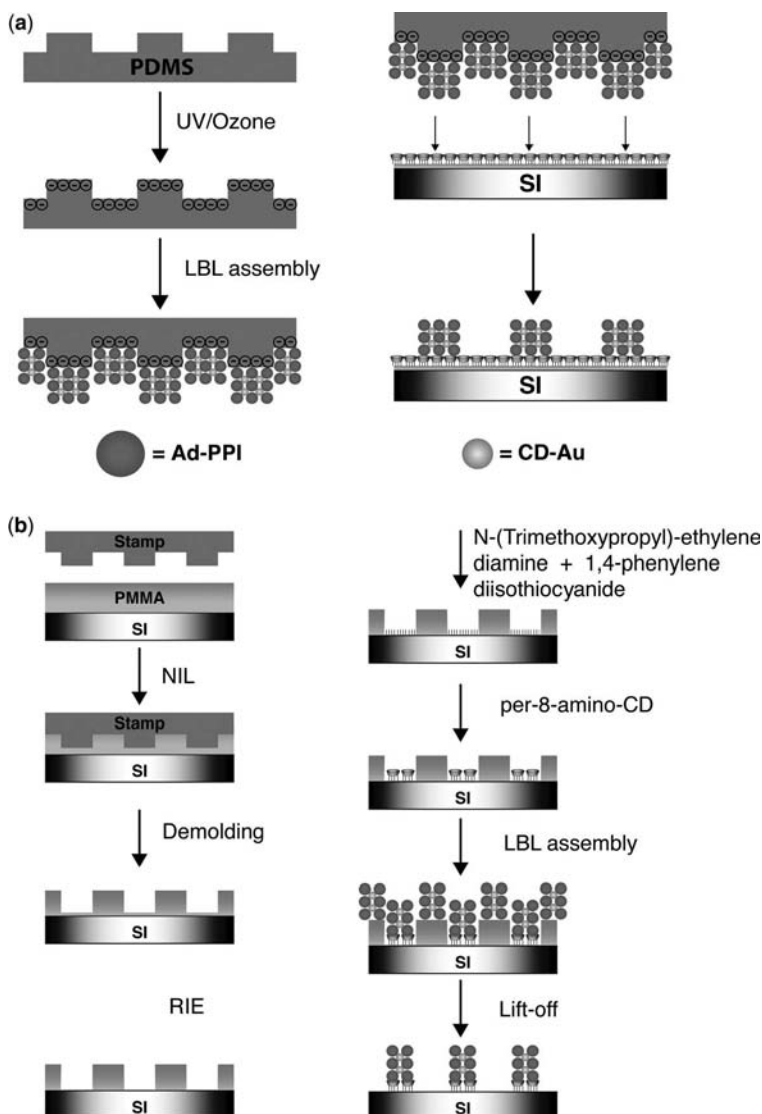 (a)
PDMS
UV/Ozone
LBL assembly
SI
SI
= Ad-PPI
= CD-Au
(b)
Stamp
PMMA
SI
NIL
Stamp
SI
Demolding
SI
RIE
SI
N-(Trimethoxypropyl)-ethylene
diamine + 1,4-phenylene
diisothiocyanide
SI
per-8-amino-CD
SI
LBL assembly
SI
Lift-off
SI